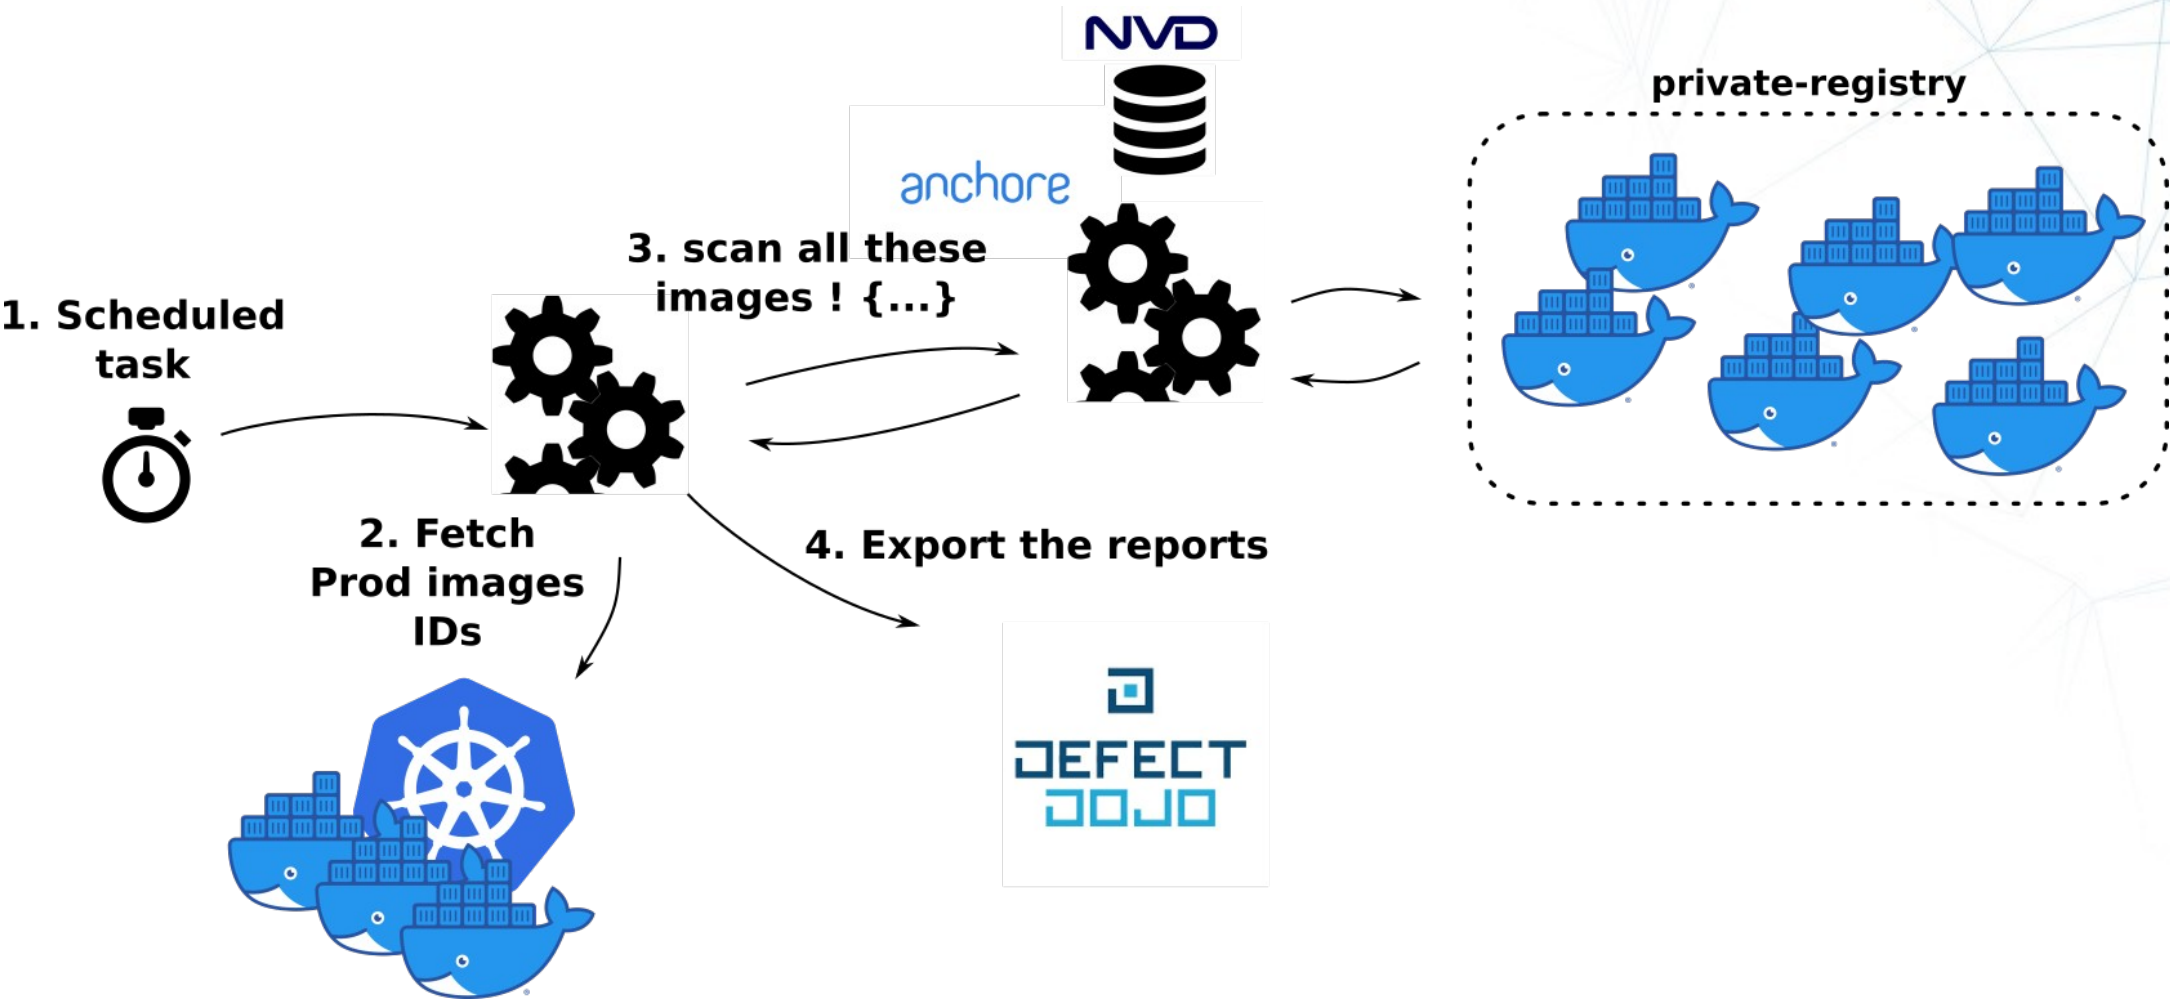 NVD
private-registry
anchore
3. scan all these
images ! {...}
1. Scheduled
task
2. Fetch
Prod images
IDs
4. Export the reports
DEFECT
DOJO